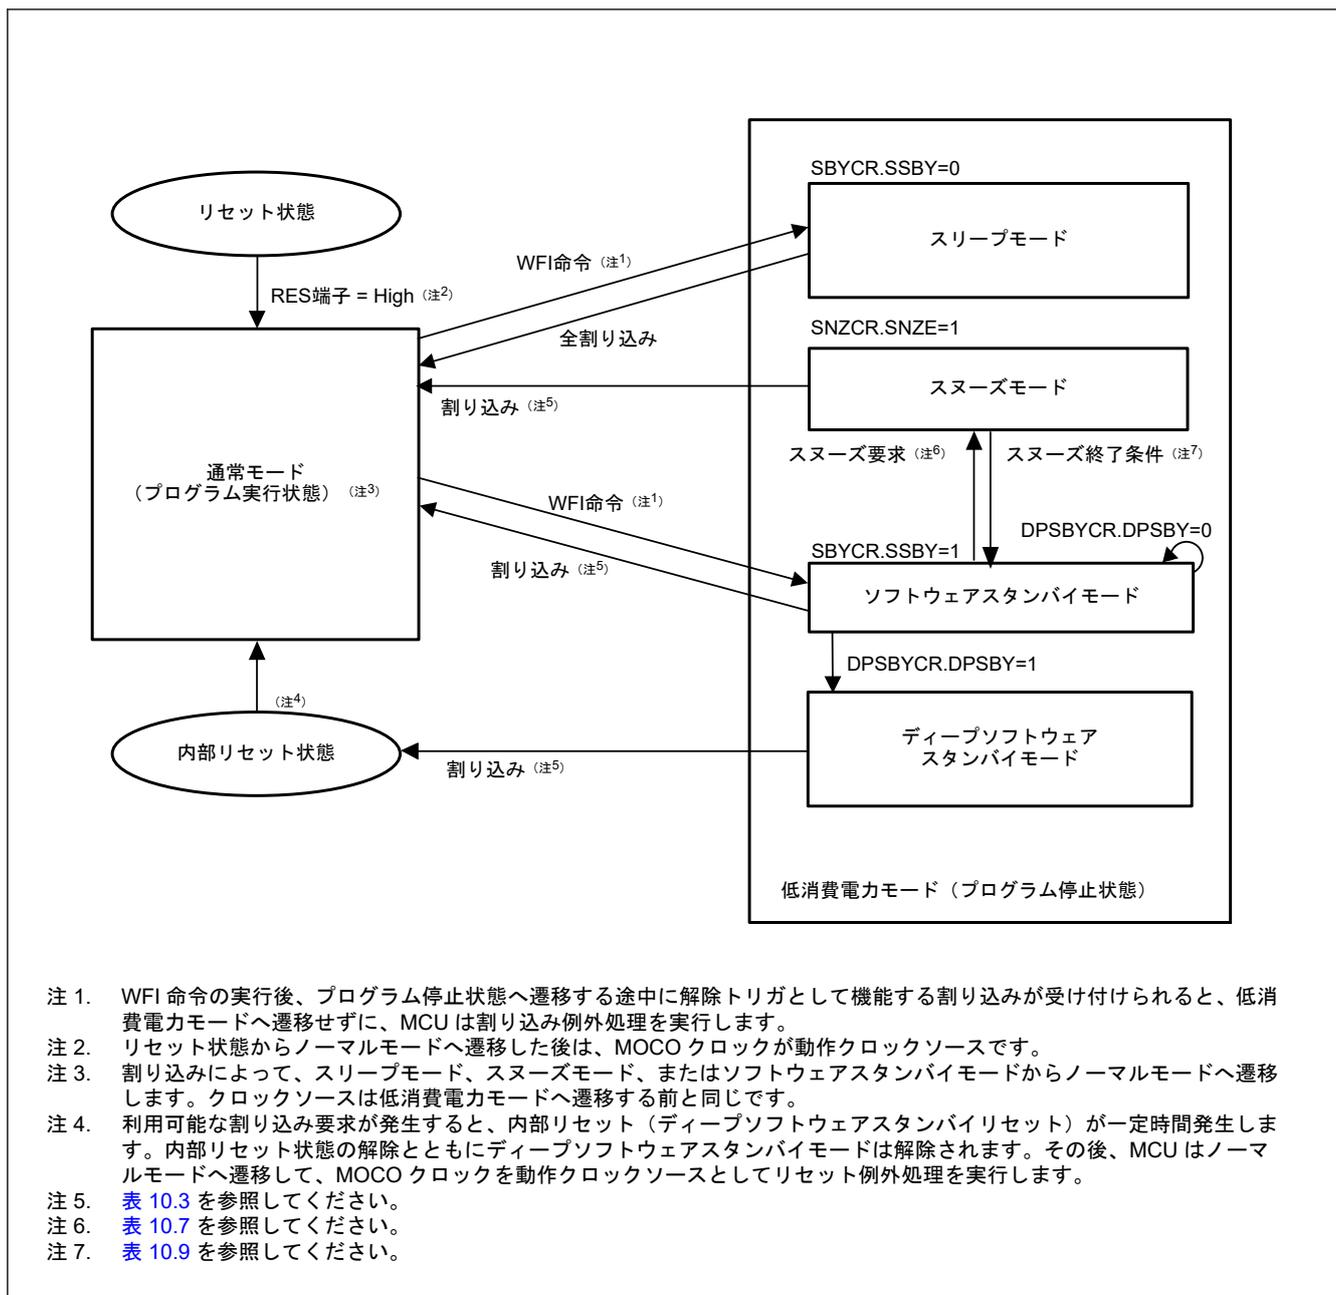 SBYCR.SSBY=0
リセット状態
スリープモード
WFI命令（注1）
RES端子 = High（注2）
全割り込み
SNZCR.SNZE=1
スヌーズモード
割り込み（注5）
スヌーズ要求（注6）
スヌーズ終了条件（注7）
通常モード
（プログラム実行状態）（注3）
WFI命令（注1）
DPSBYCR.DPSBY=0
SBYCR.SSBY=1
割り込み（注5）
ソフトウェアスタンバイモード
DPSBYCR.DPSBY=1
（注4）
内部リセット状態
ディープソフトウェア
スタンバイモード
割り込み（注5）
低消費電力モード（プログラム停止状態）
注 1. WFI 命令の実行後、プログラム停止状態へ遷移する途中に解除トリガとして機能する割り込みが受け付けられると、低消
費電力モードへ遷移せずに、MCU は割り込み例外処理を実行します。
注 2. リセット状態からノーマルモードへ遷移した後は、MOCO クロックが動作クロックソースです。
注 3. 割り込みによって、スリープモード、スヌーズモード、またはソフトウェアスタンバイモードからノーマルモードへ遷移
します。クロックソースは低消費電力モードへ遷移する前と同じです。
注 4. 利用可能な割り込み要求が発生すると、内部リセット（ディープソフトウェアスタンバイリセット）が一定時間発生しま
す。内部リセット状態の解除とともにディープソフトウェアスタンバイモードは解除されます。その後、MCU はノーマ
ルモードへ遷移して、MOCO クロックを動作クロックソースとしてリセット例外処理を実行します。
注 5. 表 10.3 を参照してください。
注 6. 表 10.7 を参照してください。
注 7. 表 10.9 を参照してください。